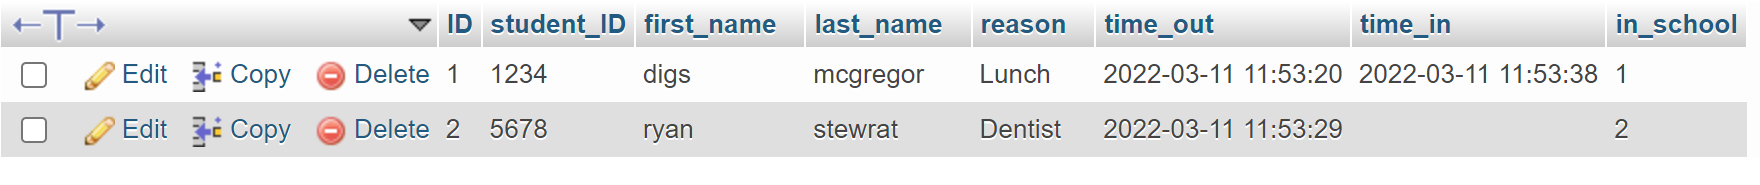 ID student_ID first_name last_name reason time_out time_in in_school
Edit Copy Delete 1 1234 digs mcgregor Lunch 2022-03-11 11:53:20 2022-03-11 11:53:38 1
Edit Copy Delete 2 5678 ryan stewrat Dentist 2022-03-11 11:53:29 2